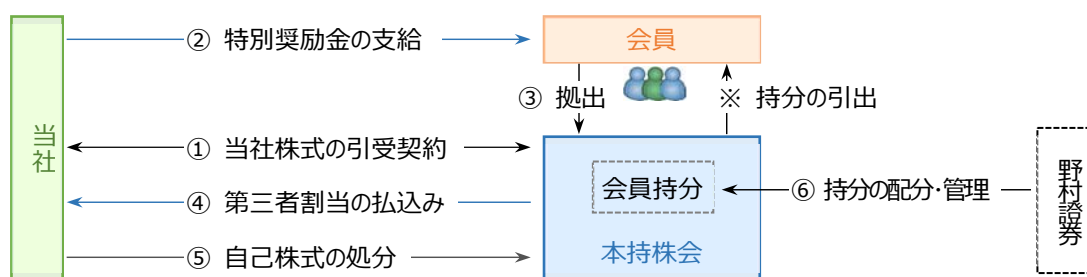 ② 特別奨励金の支給
会員
③ 拠出
※ 持分の引出
当社
① 当社株式の引受契約
会員持分
⑥ 持分の配分・管理
野村證券
④ 第三者割当の払込み
本持株会
⑤ 自己株式の処分